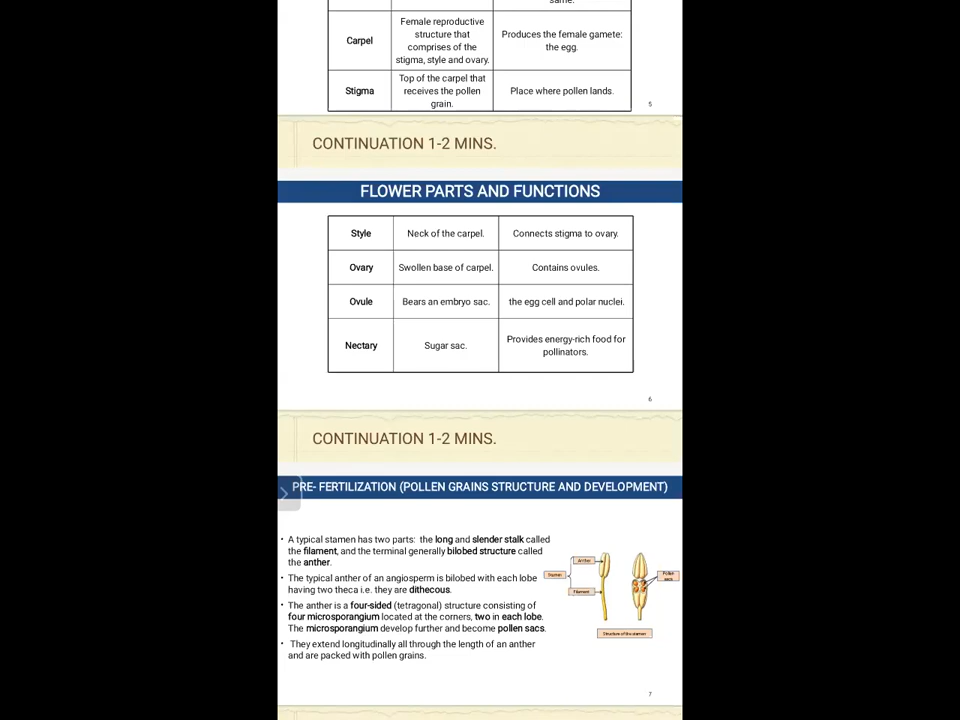 same.
Carpel
Female reproductive
structure that
comprises of the
stigma, style and ovary.
Produces the female gamete:
the egg.
Stigma
Top of the carpel that
receives the pollen
grain.
Place where pollen lands.
5
CONTINUATION 1-2 MINS.
FLOWER PARTS AND FUNCTIONS
Style
Neck of the carpel.
Connects stigma to ovary.
Ovary
Swollen base of carpel.
Contains ovules.
Ovule
Bears an embryo sac.
the egg cell and polar nuclei.
Nectary
Sugar sac.
Provides energy-rich food for
pollinators.
6
CONTINUATION 1-2 MINS.
PRE- FERTILIZATION (POLLEN GRAINS STRUCTURE AND DEVELOPMENT)
• A typical stamen has two parts: the long and slender stalk called
the filament, and the terminal generally bilobed structure called
the anther.
• The typical anther of an angiosperm is bilobed with each lobe
having two theca i.e. they are dithecous.
• The anther is a four-sided (tetragonal) structure consisting of
four microsporangium located at the corners, two in each lobe.
The microsporangium develop further and become pollen sacs.
• They extend longitudinally all through the length of an anther
and are packed with pollen grains.
Anther
Stamen
Filament
Pollen
sacs
Structure of the stamen
7